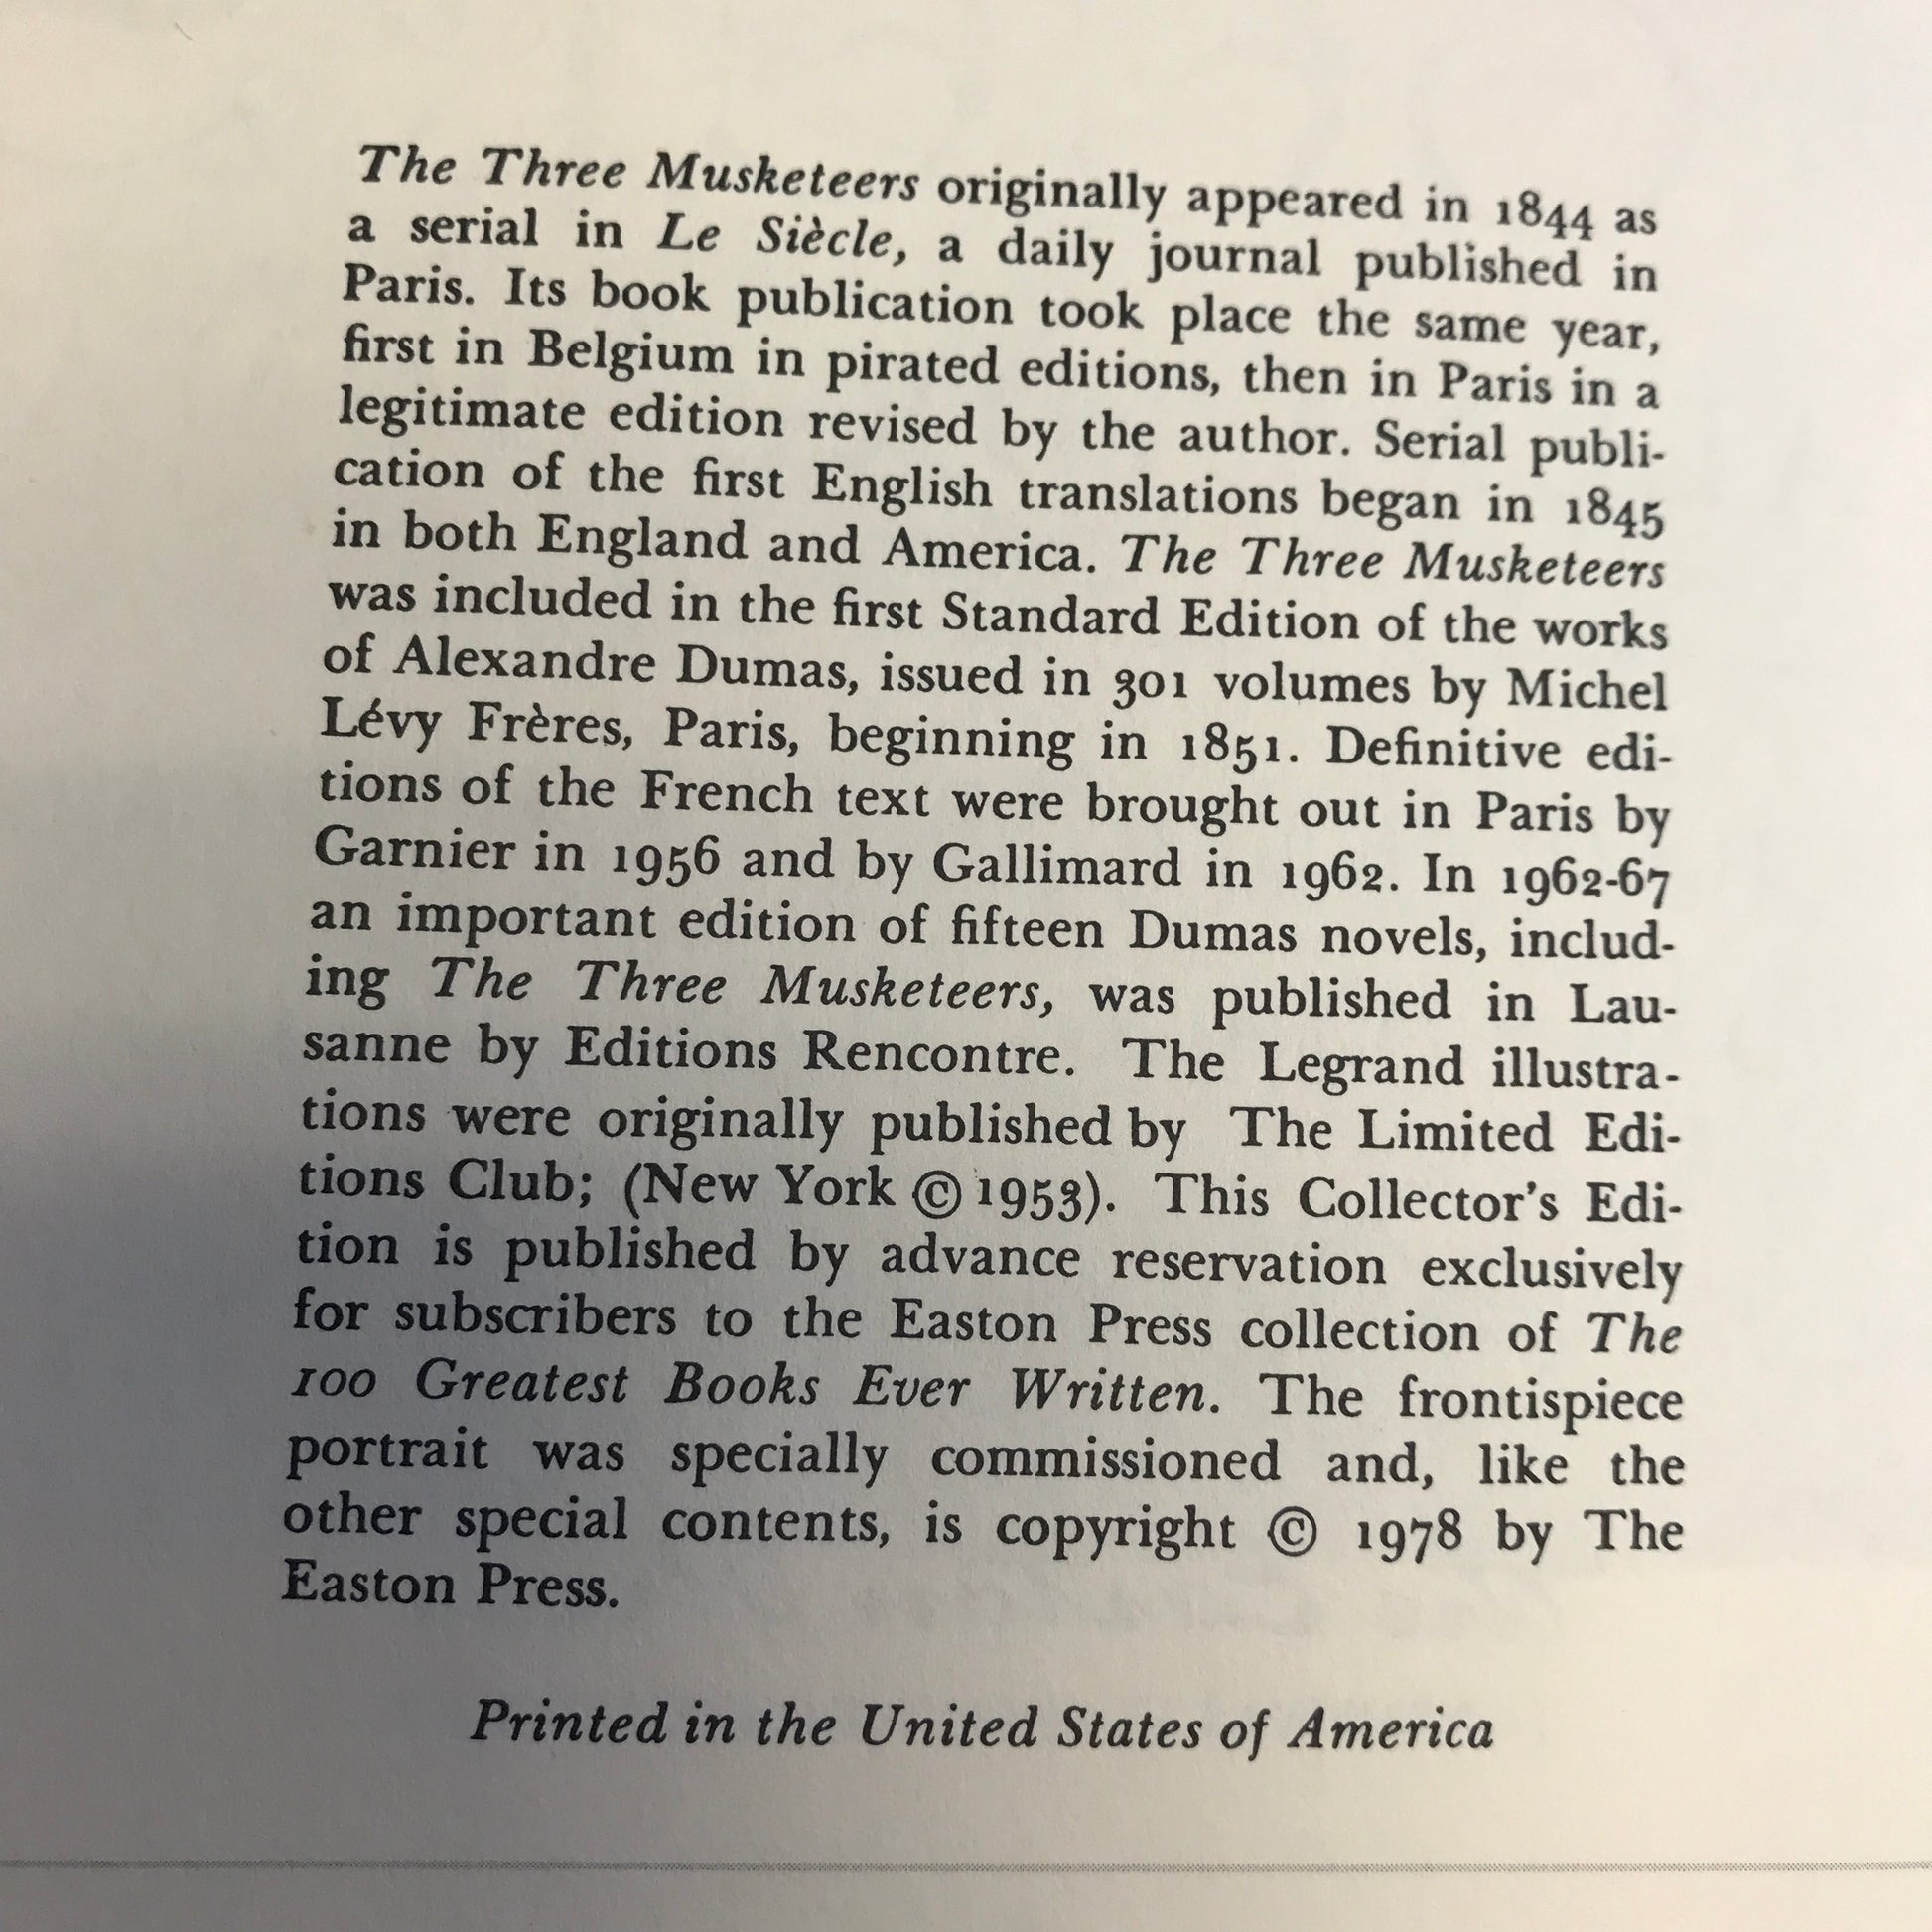 The Three Musketeers originally appeared in 1844 as
a serial in Le Siècle, a daily journal published in
Paris. Its book publication took place the same year,
first in Belgium in pirated editions, then in Paris in a
legitimate edition revised by the author. Serial publi-
cation of the first English translations began in 1845
in both England and America. The Three Musketeers
was included in the first Standard Edition of the works
of Alexandre Dumas, issued in 301 volumes by Michel
Lévy Frères, Paris, beginning in 1851. Definitive edi-
tions of the French text were brought out in Paris by
Garnier in 1956 and by Gallimard in 1962. In 1962-67
an important edition of fifteen Dumas novels, includ-
ing The Three Musketeers, was published in Lau-
sanne by Editions Rencontre. The Legrand illustra-
tions were originally published by The Limited Edi-
tions Club; (New York © 1953). This Collector's Edi-
tion is published by advance reservation exclusively
for subscribers to the Easton Press collection of The
100 Greatest Books Ever Written. The frontispiece
portrait was specially commissioned and, like the
other special contents, is copyright © 1978 by The
Easton Press.
Printed in the United States of America